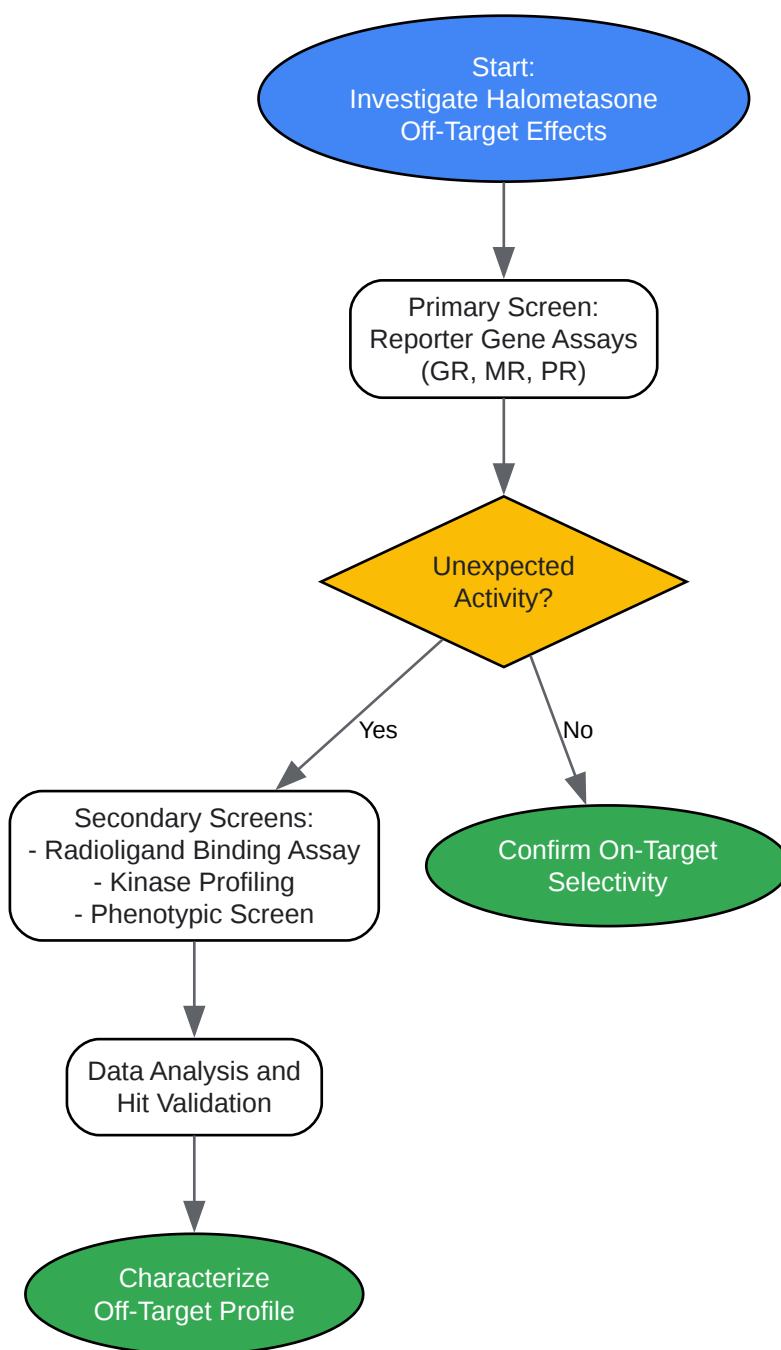 Start:
Investigate Halometasone
Off-Target Effects
Primary Screen:
Reporter Gene Assays
(GR, MR, PR)
Unexpected
Activity?
Yes
No
Secondary Screens:
- Radioligand Binding Assay
- Kinase Profiling
- Phenotypic Screen
Confirm On-Target
Selectivity
Data Analysis and
Hit Validation
Characterize
Off-Target Profile